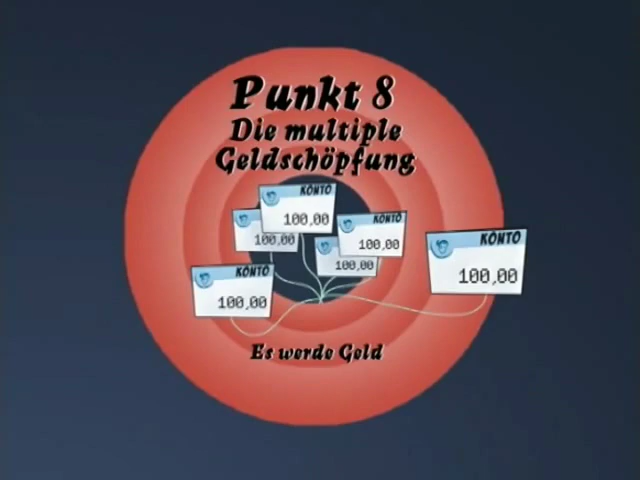 Punkt 8
Die multiple
Geldschöpfung
KONTO
100,00
KONTO
100,00
100,00
100,00
KONTO
100,00
KONTO
100,00
Es werde Geld